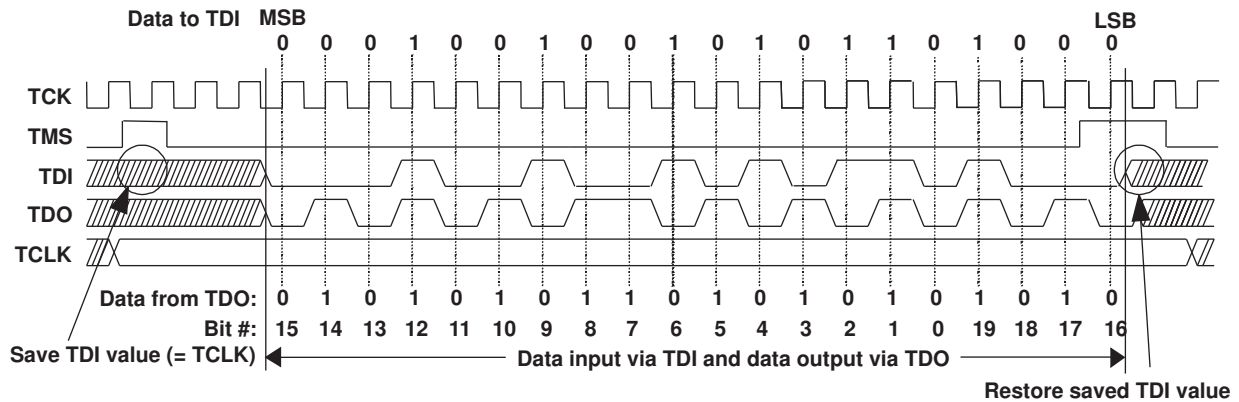 Data to TDI MSB LSB
0 0 0 1 0 0 1 0 0 1 0 1 0 1 1 0 1 0 0 0
TCK
TMS
TDI
TDO
TCLK
Data from TDO: 0 1 0 1 0 1 0 1 1 0 1 0 1 0 1 0 1 0 1 0
Bit #: 15 14 13 12 11 10 9 8 7 6 5 4 3 2 1 0 19 18 17 16
Save TDI value (= TCLK) Data input via TDI and data output via TDO
Restore saved TDI value